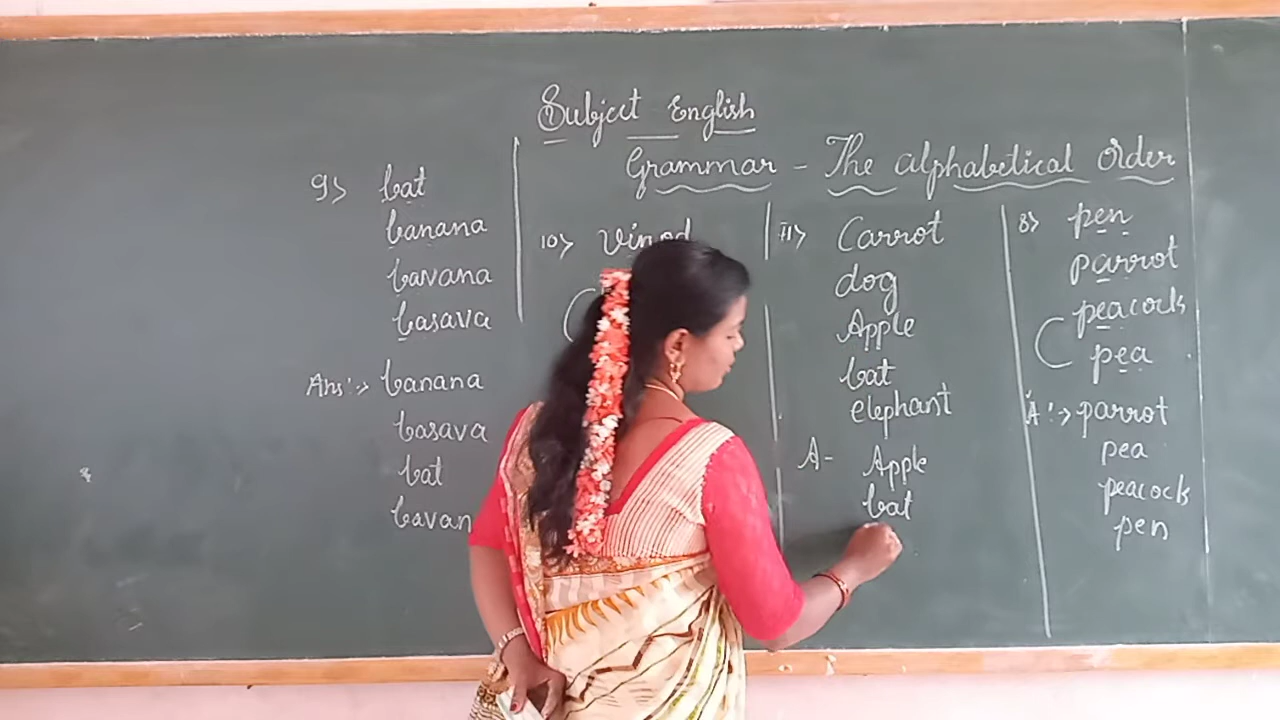 Subject English
Grammar - The alphabetical Order
9> bat
banana
bavana
basava
Ans:-> banana
basava
bat
bavan
10> Vinod
11> Carrot
dog
Apple
bat
elephant
A- Apple
bat
8> pen
parrot
peacock
pea
A:-> parrot
pea
peacock
pen